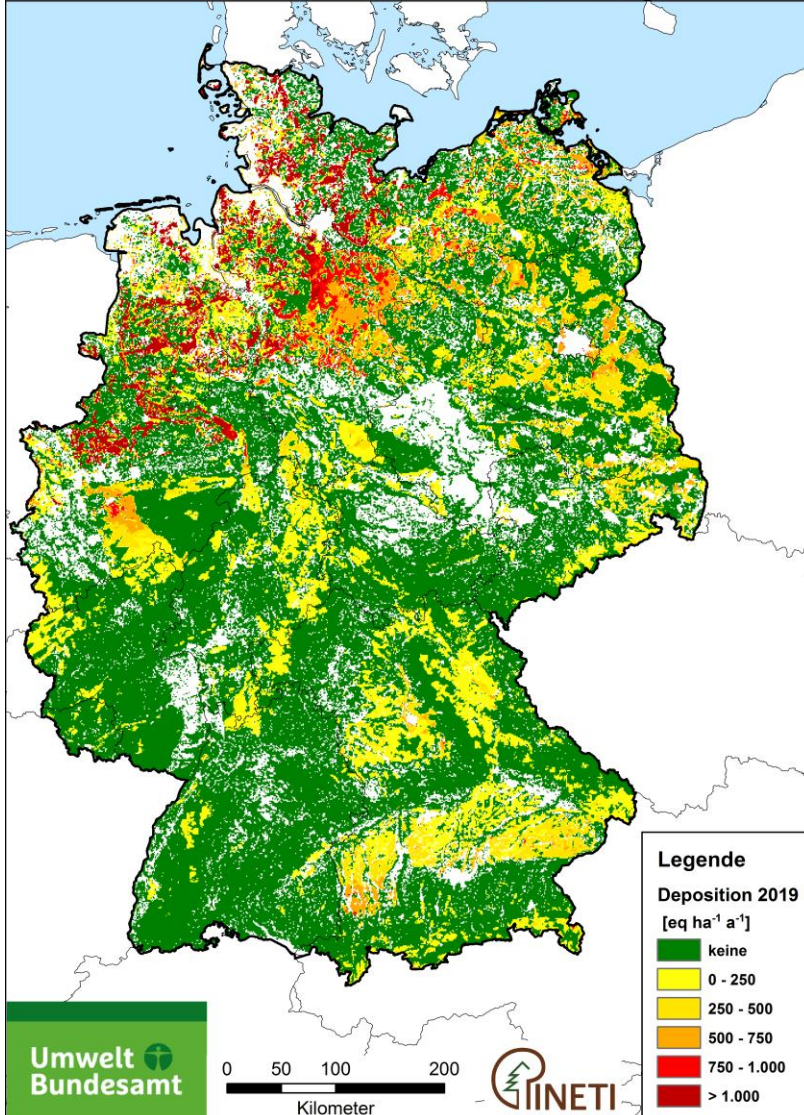 Legende
Deposition 2019
[eq ha⁻¹ a⁻¹]
keine
0 - 250
250 - 500
500 - 750
750 - 1.000
> 1.000
Umwelt
Bundesamt
0 50 100 200
Kilometer
PINETI